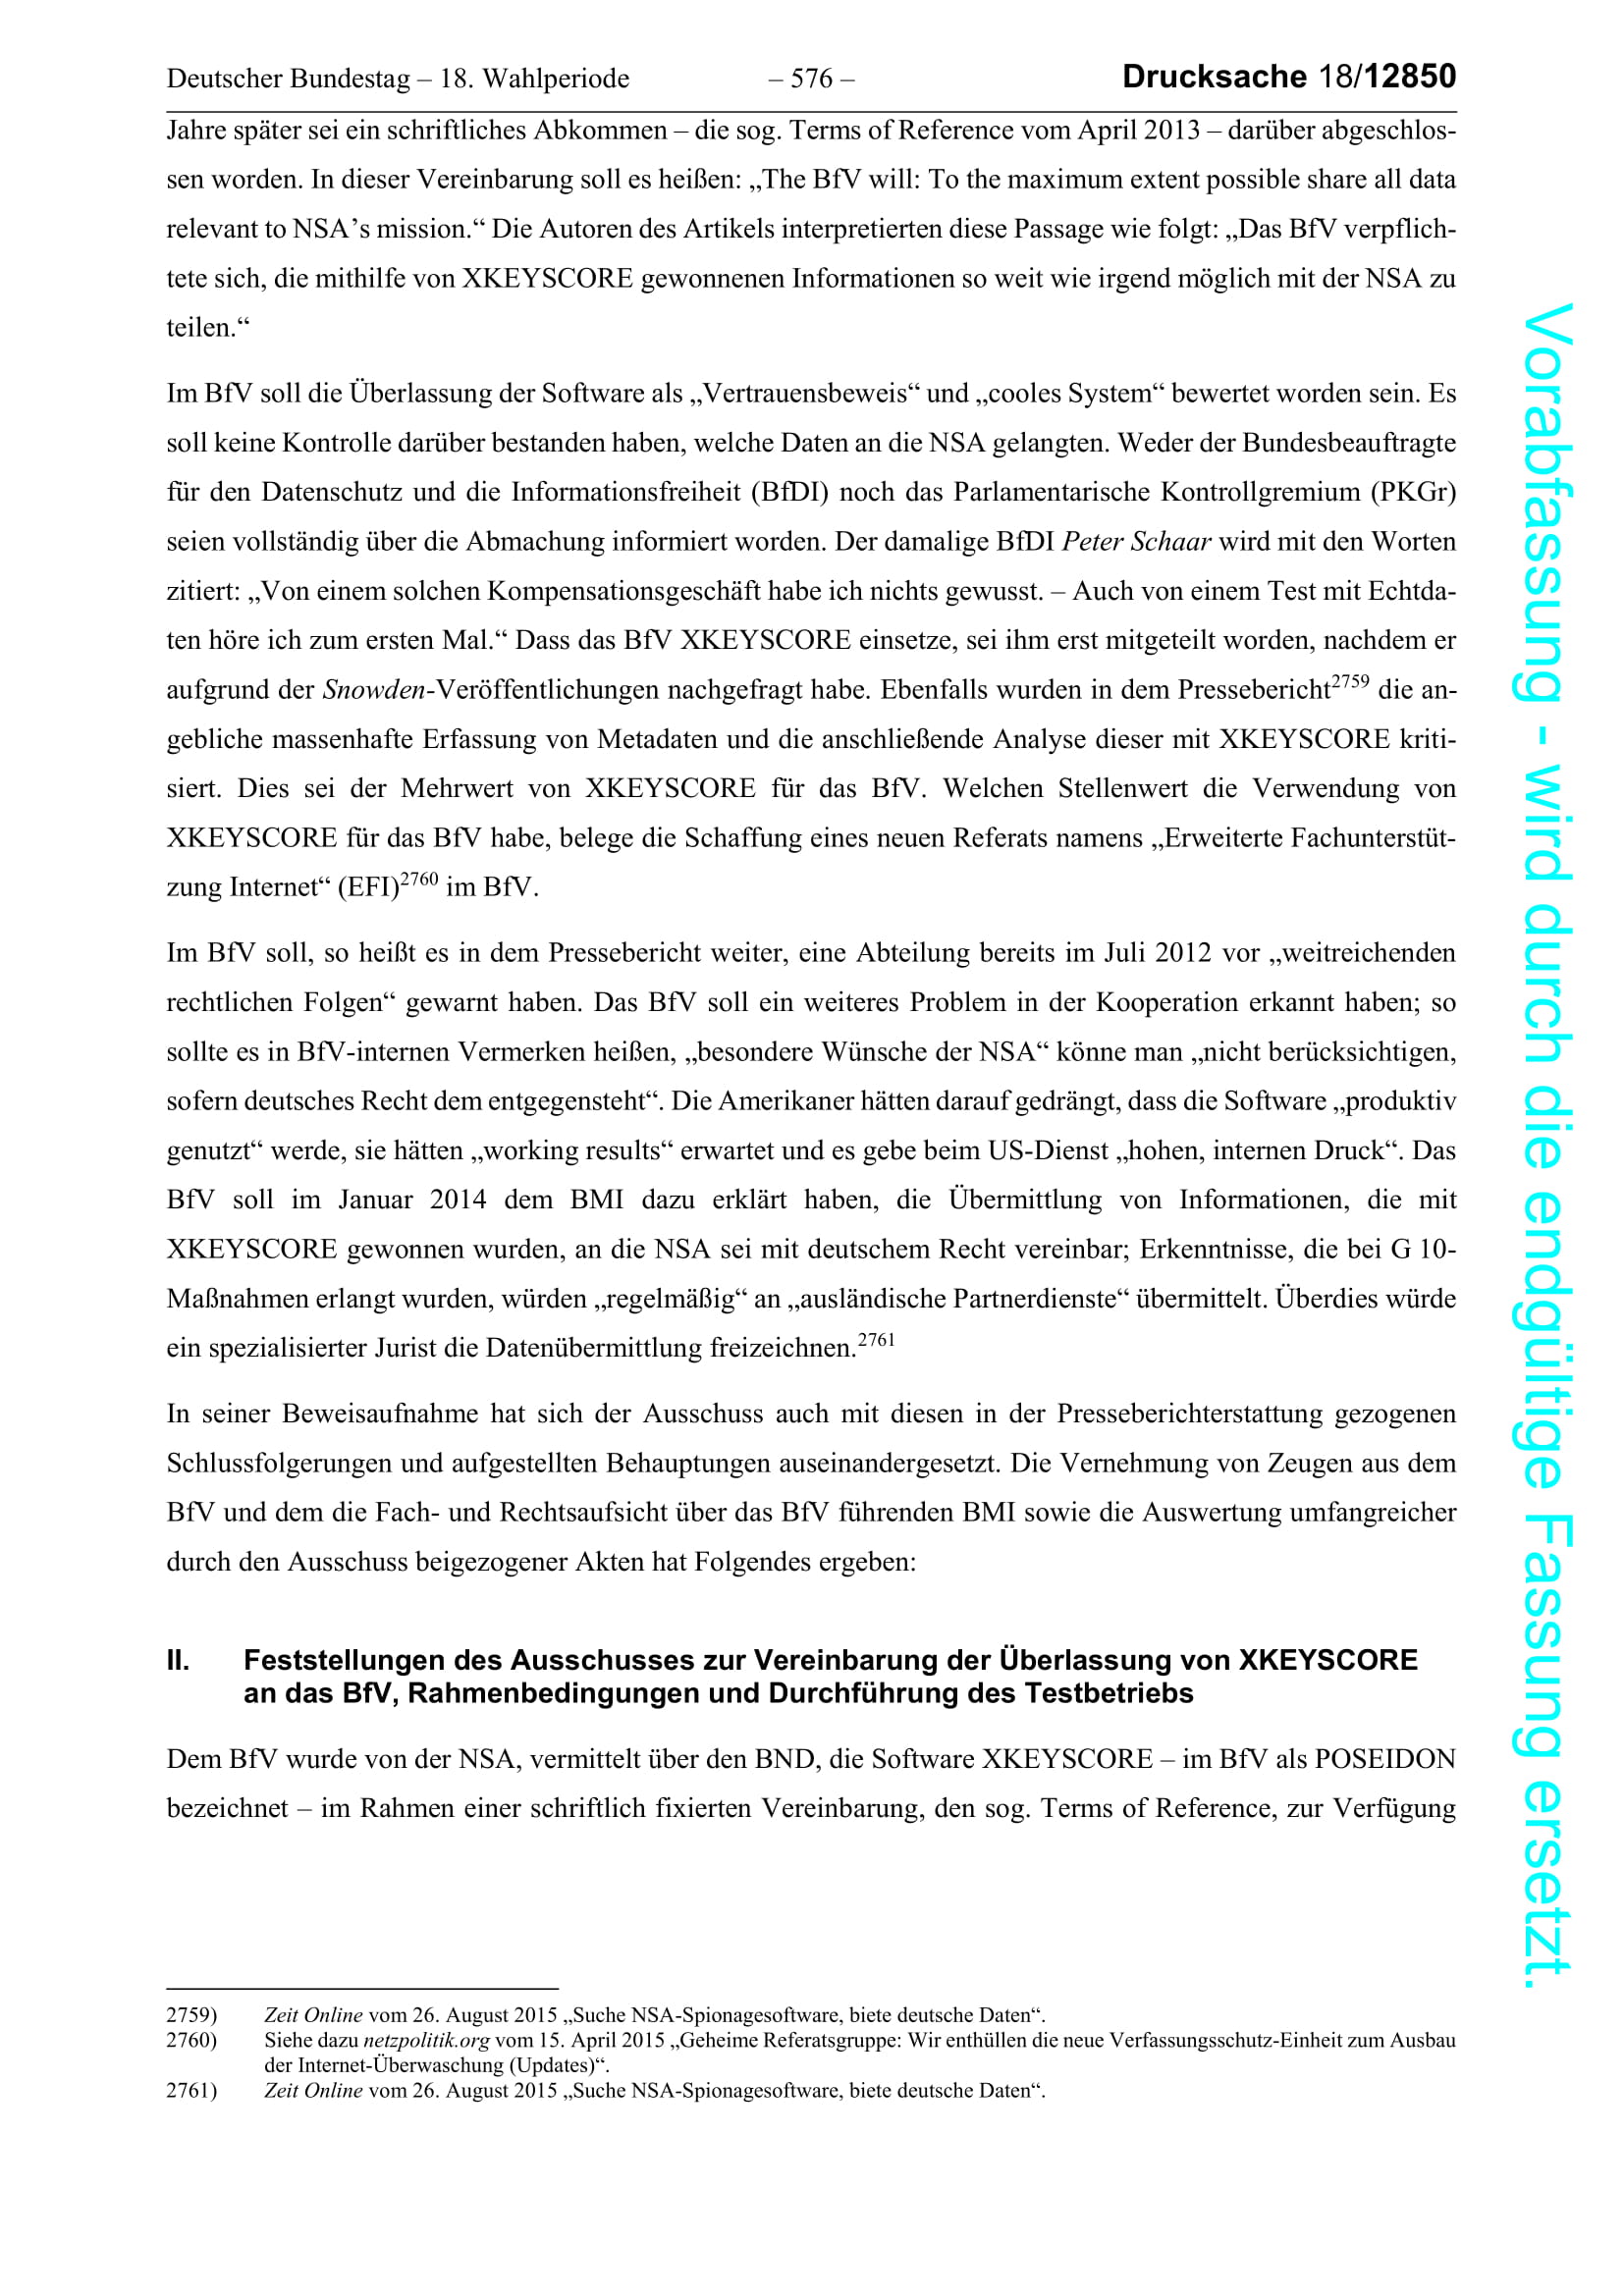 Deutscher Bundestag – 18. Wahlperiode – 576 – Drucksache 18/12850
Jahre später sei ein schriftliches Abkommen – die sog. Terms of Reference vom April 2013 – darüber abgeschlos-
sen worden. In dieser Vereinbarung soll es heißen: „The BfV will: To the maximum extent possible share all data
relevant to NSA’s mission.“ Die Autoren des Artikels interpretierten diese Passage wie folgt: „Das BfV verpflich-
tete sich, die mithilfe von XKEYSCORE gewonnenen Informationen so weit wie irgend möglich mit der NSA zu
teilen.“
Im BfV soll die Überlassung der Software als „Vertrauensbeweis“ und „cooles System“ bewertet worden sein. Es
soll keine Kontrolle darüber bestanden haben, welche Daten an die NSA gelangten. Weder der Bundesbeauftragte
für den Datenschutz und die Informationsfreiheit (BfDI) noch das Parlamentarische Kontrollgremium (PKGr)
seien vollständig über die Abmachung informiert worden. Der damalige BfDI Peter Schaar wird mit den Worten
zitiert: „Von einem solchen Kompensationsgeschäft habe ich nichts gewusst. – Auch von einem Test mit Echtda-
ten höre ich zum ersten Mal.“ Dass das BfV XKEYSCORE einsetze, sei ihm erst mitgeteilt worden, nachdem er
aufgrund der Snowden-Veröffentlichungen nachgefragt habe. Ebenfalls wurden in dem Pressebericht2759 die an-
gebliche massenhafte Erfassung von Metadaten und die anschließende Analyse dieser mit XKEYSCORE kriti-
siert. Dies sei der Mehrwert von XKEYSCORE für das BfV. Welchen Stellenwert die Verwendung von
XKEYSCORE für das BfV habe, belege die Schaffung eines neuen Referats namens „Erweiterte Fachunterstüt-
zung Internet“ (EFI)2760 im BfV.
Im BfV soll, so heißt es in dem Pressebericht weiter, eine Abteilung bereits im Juli 2012 vor „weitreichenden
rechtlichen Folgen“ gewarnt haben. Das BfV soll ein weiteres Problem in der Kooperation erkannt haben; so
sollte es in BfV-internen Vermerken heißen, „besondere Wünsche der NSA“ könne man „nicht berücksichtigen,
sofern deutsches Recht dem entgegensteht“. Die Amerikaner hätten darauf gedrängt, dass die Software „produktiv
genutzt“ werde, sie hätten „working results“ erwartet und es gebe beim US-Dienst „hohen, internen Druck“. Das
BfV soll im Januar 2014 dem BMI dazu erklärt haben, die Übermittlung von Informationen, die mit
XKEYSCORE gewonnen wurden, an die NSA sei mit deutschem Recht vereinbar; Erkenntnisse, die bei G 10-
Maßnahmen erlangt wurden, würden „regelmäßig“ an „ausländische Partnerdienste“ übermittelt. Überdies würde
ein spezialisierter Jurist die Datenübermittlung freizeichnen.2761
In seiner Beweisaufnahme hat sich der Ausschuss auch mit diesen in der Presseberichterstattung gezogenen
Schlussfolgerungen und aufgestellten Behauptungen auseinandergesetzt. Die Vernehmung von Zeugen aus dem
BfV und dem die Fach- und Rechtsaufsicht über das BfV führenden BMI sowie die Auswertung umfangreicher
durch den Ausschuss beigezogener Akten hat Folgendes ergeben:
II. Feststellungen des Ausschusses zur Vereinbarung der Überlassung von XKEYSCORE
an das BfV, Rahmenbedingungen und Durchführung des Testbetriebs
Dem BfV wurde von der NSA, vermittelt über den BND, die Software XKEYSCORE – im BfV als POSEIDON
bezeichnet – im Rahmen einer schriftlich fixierten Vereinbarung, den sog. Terms of Reference, zur Verfügung
2759) Zeit Online vom 26. August 2015 „Suche NSA-Spionagesoftware, biete deutsche Daten“.
2760) Siehe dazu netzpolitik.org vom 15. April 2015 „Geheime Referatsgruppe: Wir enthüllen die neue Verfassungsschutz-Einheit zum Ausbau
der Internet-Überwaschung (Updates)“.
2761) Zeit Online vom 26. August 2015 „Suche NSA-Spionagesoftware, biete deutsche Daten“.
Vorabfassung - wird durch die endgültige Fassung ersetzt.